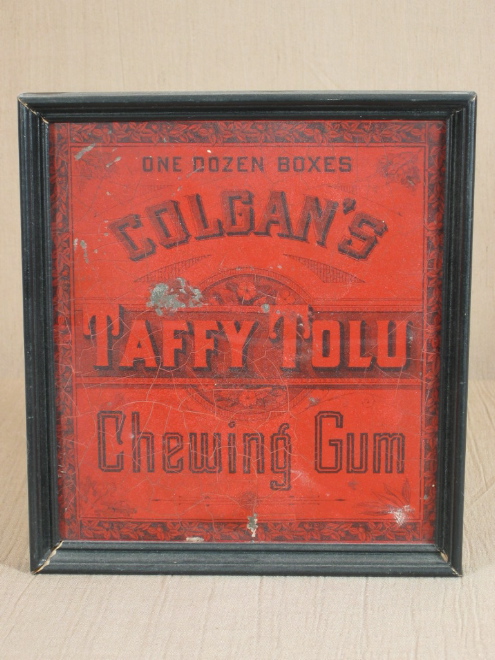 ONE DOZEN BOXES
COLGAN'S
TAFFY TOLU
Chewing Gum